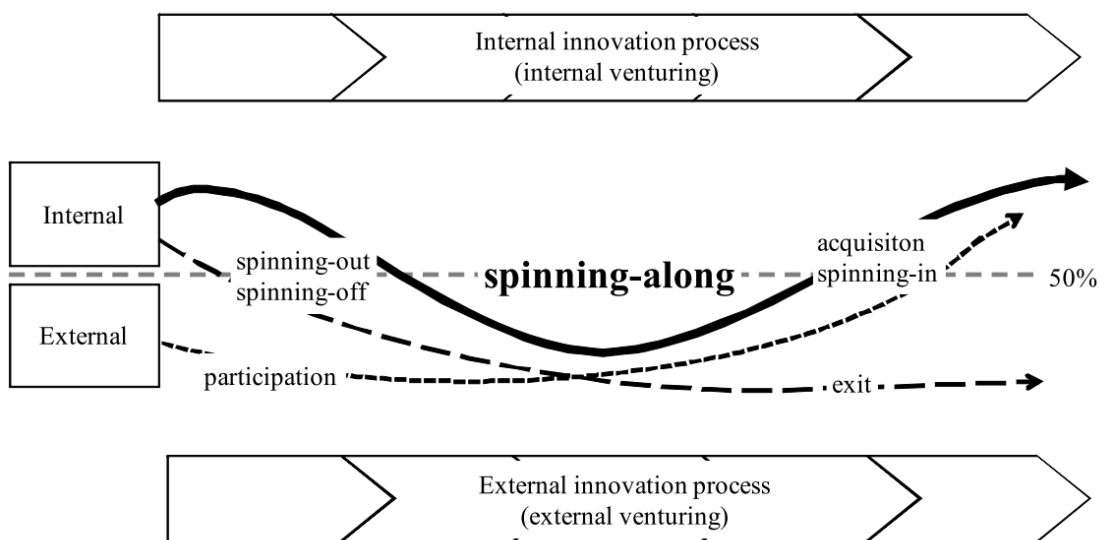 Internal innovation process
(internal venturing)
Internal
spinning-out
spinning-off
spinning-along
acquisiton
spinning-in
50%
External
participation
exit
External innovation process
(external venturing)